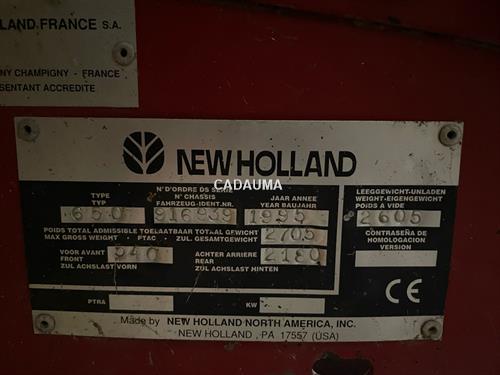 LAND FRANCE S.A.
NY CHAMPIGNY - FRANCE
SENTANT ACCREDITE
NEW HOLLAND
CADAUMA
TYPE
TYP
650
N° D'ORDRE DS SERIE
N° CHASSIS
FAHRZEUG-IDENT.NR.
916939
JAAR ANNEE
YEAR BAUJAHR
1995
LEEGGEWICHT-UNLADEN
WEIGHT-EIGENGEWICHT
POIDS A VIDE
2605
POIDS TOTAL ADMISSIBLE TOELAATBAAR TOTAAL GEWICHT
MAX GROSS WEIGHT - PTAC - ZUL. GESAMTGEWICHT
2705
CONTRASEÑA DE
HOMOLOGACION
VERSION
VOOR AVANT
FRONT
ZUL ACHSLAST VORN
940
ACHTER ARRIERE
REAR
ZUL ACHSLAST HINTEN
2180
PTRA
KW
CE
Made by NEW HOLLAND NORTH AMERICA, INC.
NEW HOLLAND, PA 17557 (USA)